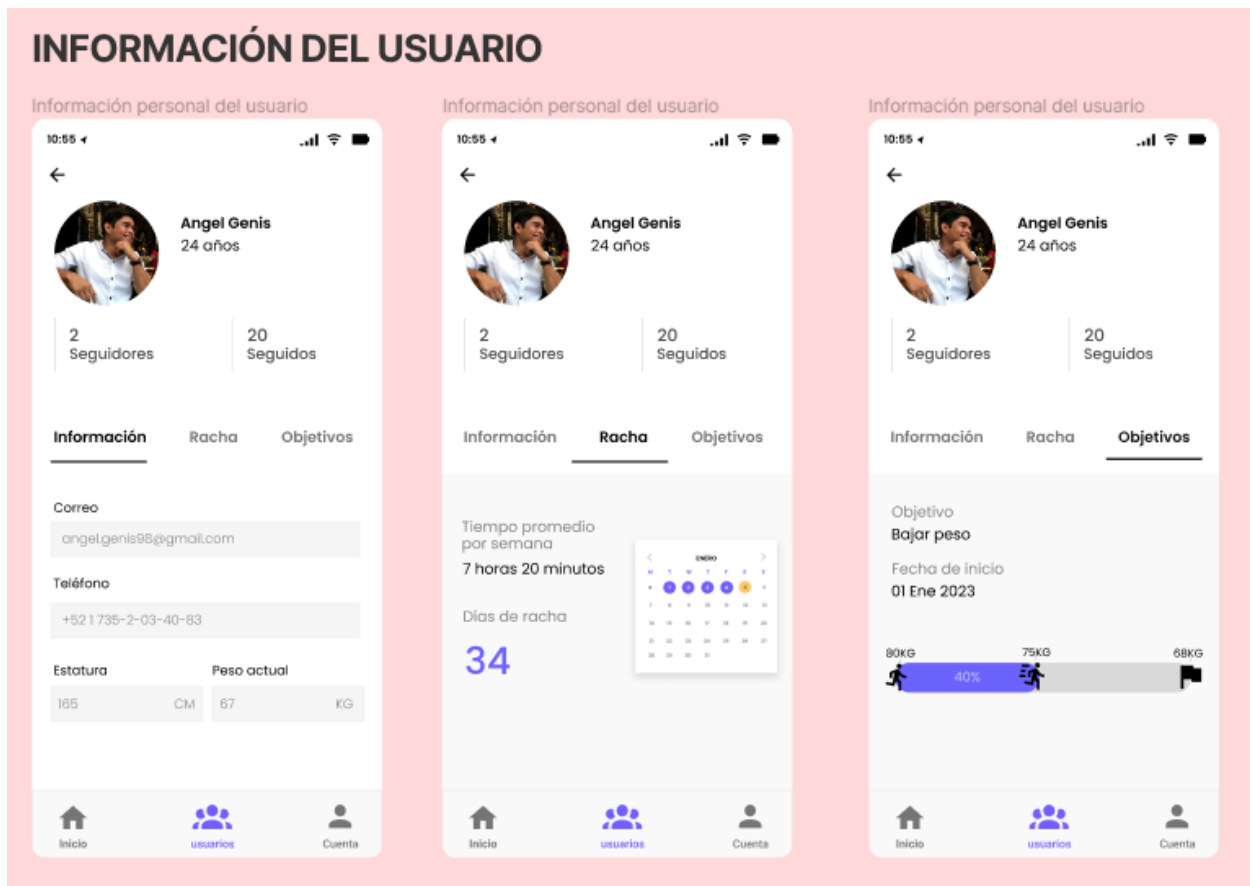 INFORMACIÓN DEL USUARIO
Información personal del usuario
10:55
Angel Genis
24 años
2
Seguidores
20
Seguidos
Información Racha Objetivos
Correo
angel.genis98@gmail.com
Teléfono
+52 1 735-2-03-40-83
Estatura Peso actual
165 CM 67 KG
Inicio usuarios Cuenta
Información personal del usuario
10:55
Angel Genis
24 años
2
Seguidores
20
Seguidos
Información Racha Objetivos
Tiempo promedio
por semana
7 horas 20 minutos
Días de racha
34
ENERO
Inicio usuarios Cuenta
Información personal del usuario
10:55
Angel Genis
24 años
2
Seguidores
20
Seguidos
Información Racha Objetivos
Objetivo
Bajar peso
Fecha de inicio
01 Ene 2023
80KG 75KG 68KG
40%
Inicio usuarios Cuenta